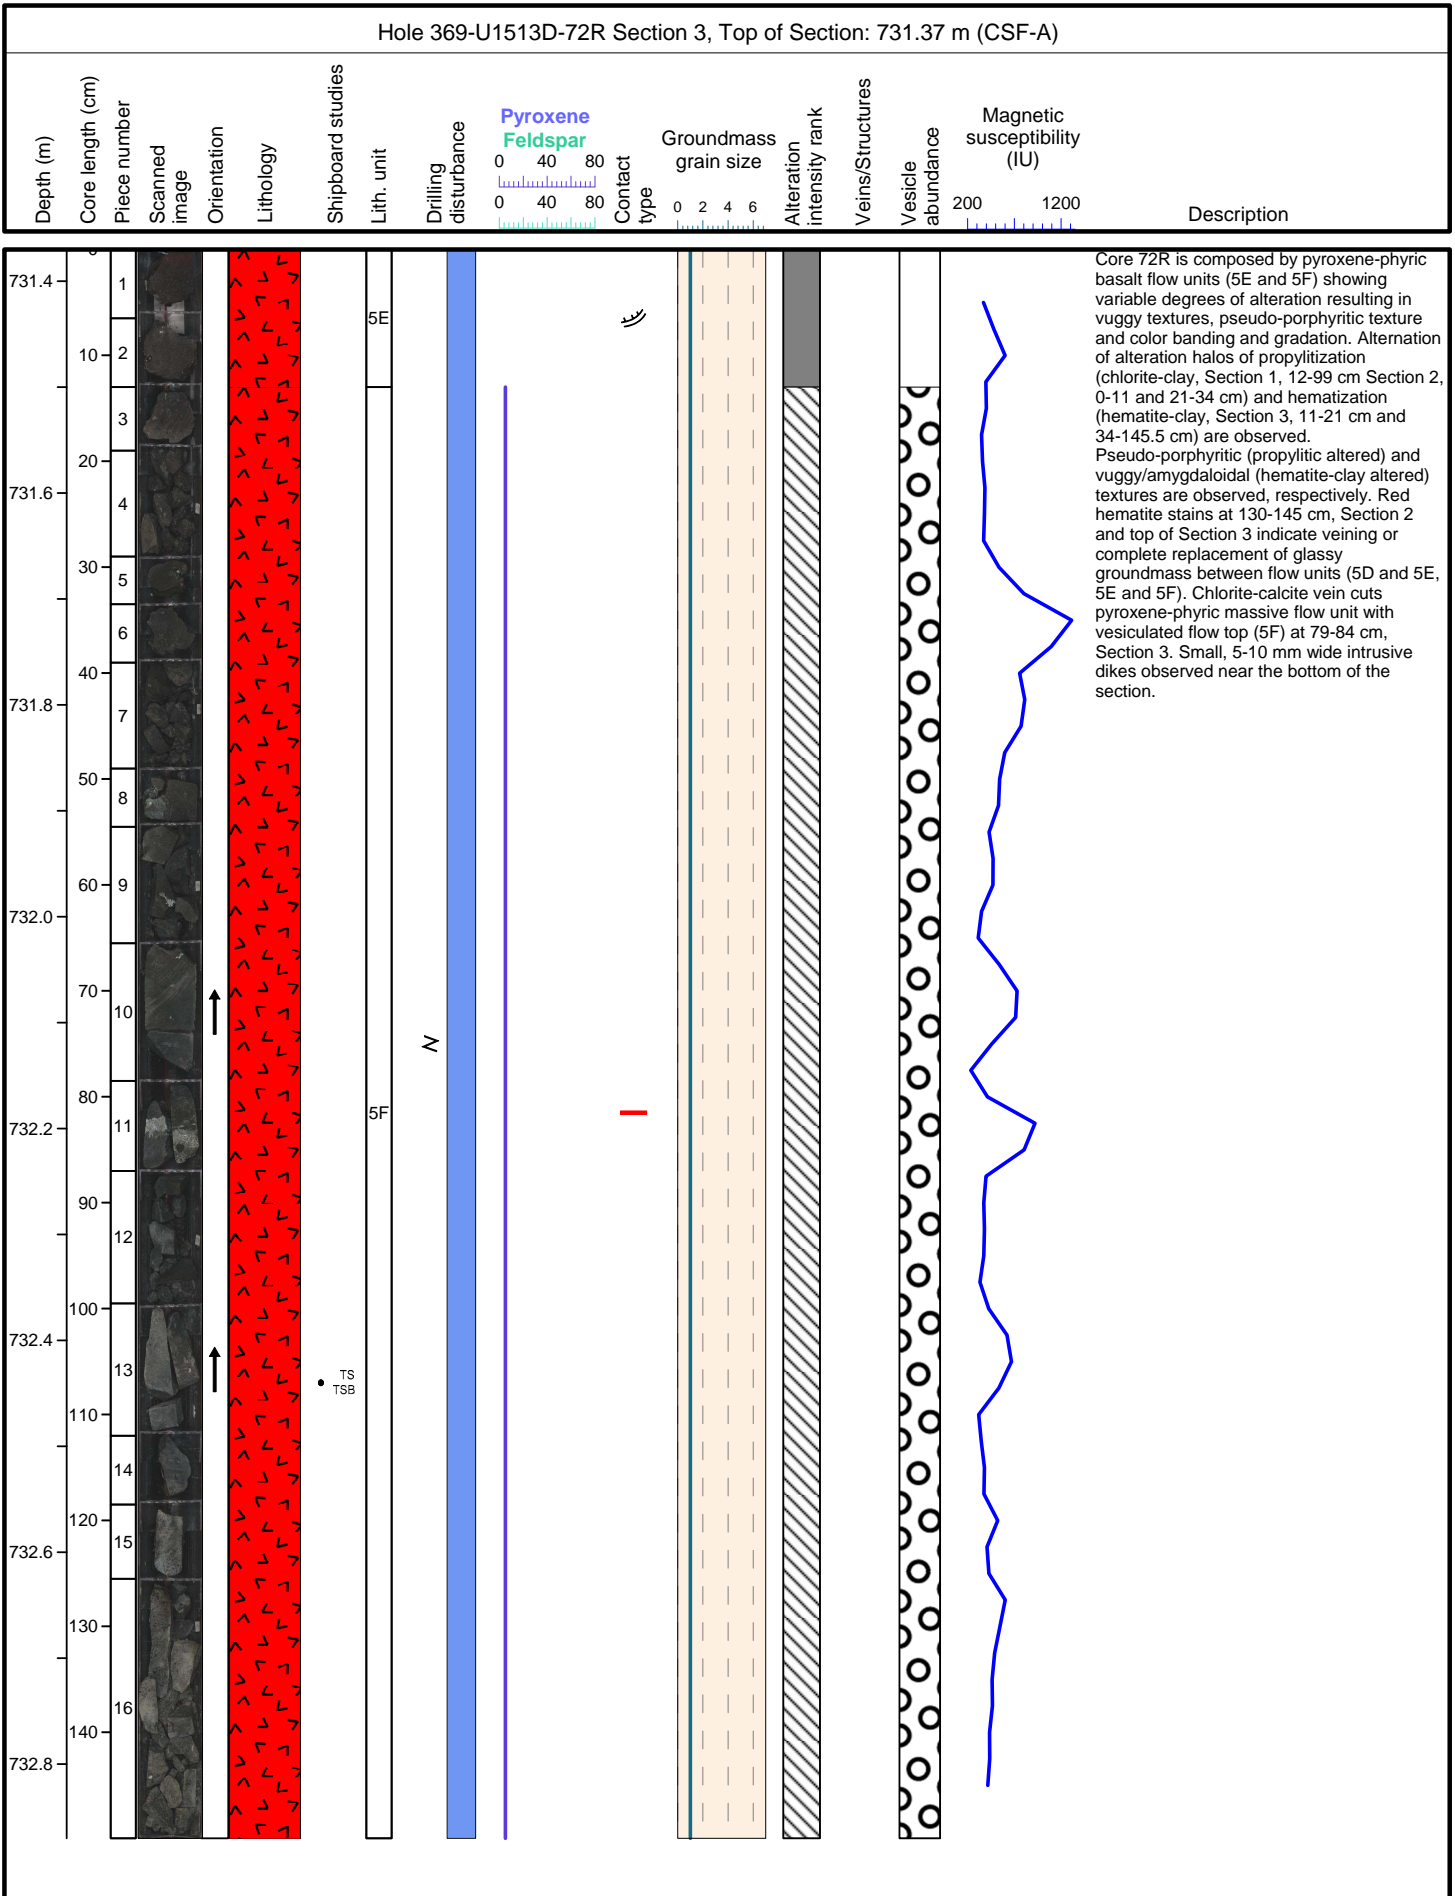 Hole 369-U1513D-72R Section 3, Top of Section: 731.37 m (CSF-A)
Depth (m)
Core length (cm)
Piece number
Scanned
image
Orientation
Lithology
Shipboard studies
Lith. unit
Drilling
disturbance
Pyroxene
Feldspar
0 40 80
0 40 80
Contact
type
Groundmass
grain size
0 2 4 6
Alteration
intensity rank
Veins/Structures
Vesicle
abundance
Magnetic
susceptibility
(IU)
200 1200
Description
731.4
731.6
731.8
732.0
732.2
732.4
732.6
732.8
0
10
20
30
40
50
60
70
80
90
100
110
120
130
140
1
2
3
4
5
6
7
8
9
10
11
12
13
14
15
16
TS
TSB
5E
5F
Core 72R is composed by pyroxene-phyric
basalt flow units (5E and 5F) showing
variable degrees of alteration resulting in
vuggy textures, pseudo-porphyritic texture
and color banding and gradation. Alternation
of alteration halos of propylitization
(chlorite-clay, Section 1, 12-99 cm Section 2,
0-11 and 21-34 cm) and hematization
(hematite-clay, Section 3, 11-21 cm and
34-145.5 cm) are observed.
Pseudo-porphyritic (propylitic altered) and
vuggy/amygdaloidal (hematite-clay altered)
textures are observed, respectively. Red
hematite stains at 130-145 cm, Section 2
and top of Section 3 indicate veining or
complete replacement of glassy
groundmass between flow units (5D and 5E,
5E and 5F). Chlorite-calcite vein cuts
pyroxene-phyric massive flow unit with
vesiculated flow top (5F) at 79-84 cm,
Section 3. Small, 5-10 mm wide intrusive
dikes observed near the bottom of the
section.